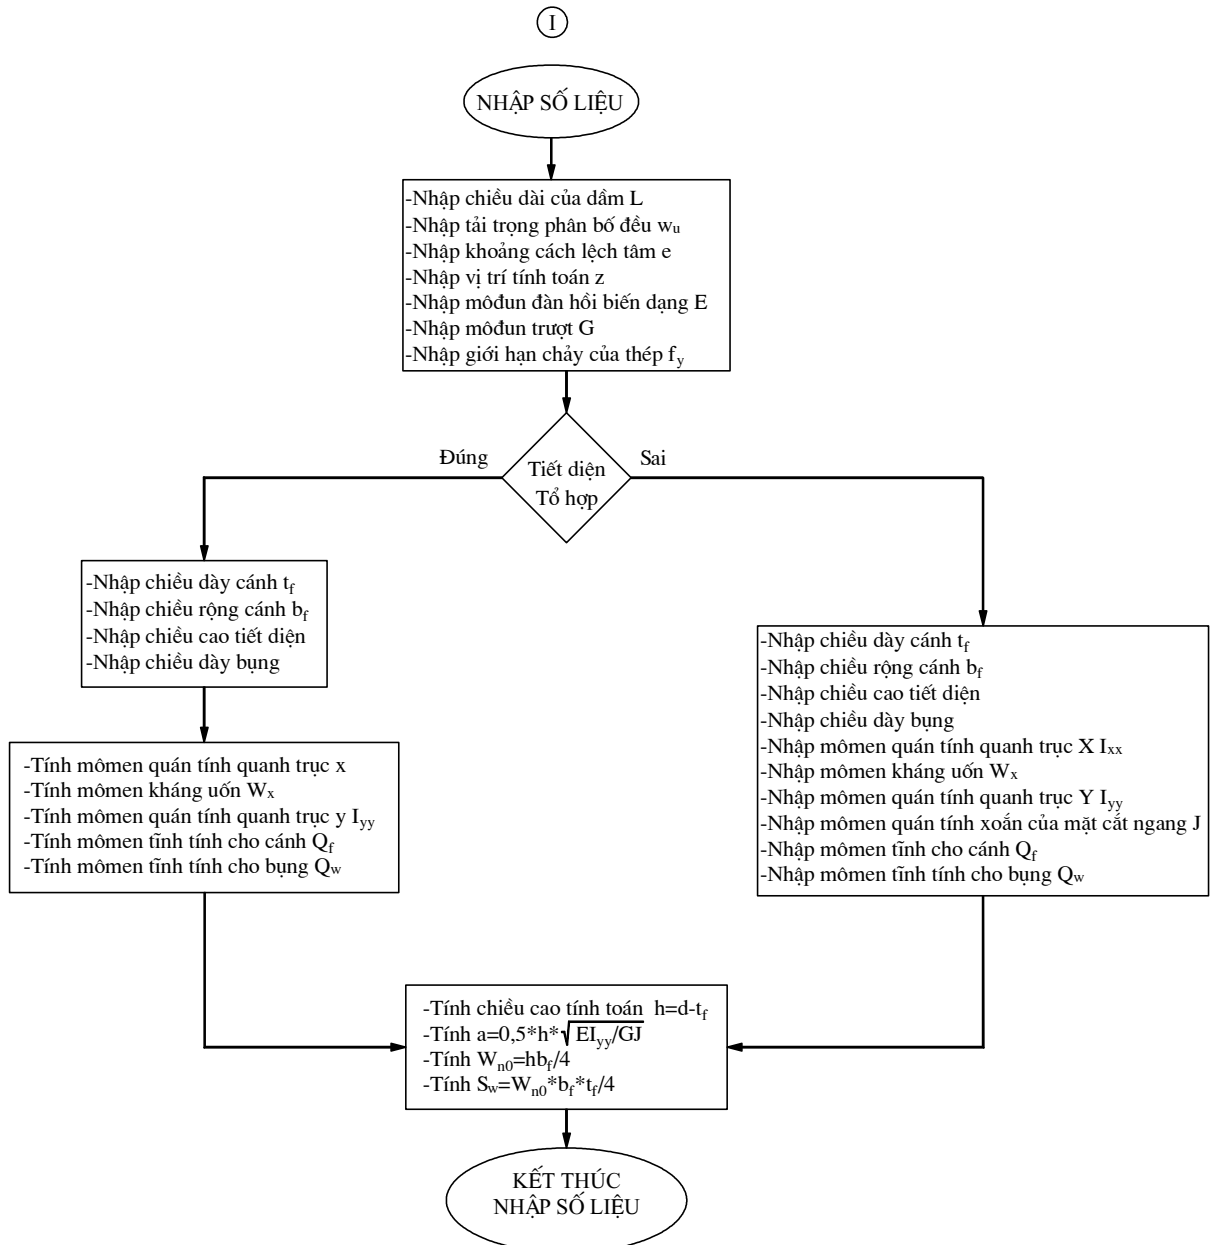 I
NHẬP SỐ LIỆU
-Nhập chiều dài của dầm L
-Nhập tải trọng phân bố đều wu
-Nhập khoảng cách lệch tâm e
-Nhập vị trí tính toán z
-Nhập môđun đàn hồi biến dạng E
-Nhập môđun trượt G
-Nhập giới hạn chảy của thép fy
Đúng
Sai
Tiết diện
Tổ hợp
-Nhập chiều dày cánh tf
-Nhập chiều rộng cánh bf
-Nhập chiều cao tiết diện
-Nhập chiều dày bụng
-Tính mômen quán tính quanh trục x
-Tính mômen kháng uốn Wx
-Tính mômen quán tính quanh trục y Iyy
-Tính mômen tĩnh tính cho cánh Qf
-Tính mômen tĩnh tính cho bụng Qw
-Nhập chiều dày cánh tf
-Nhập chiều rộng cánh bf
-Nhập chiều cao tiết diện
-Nhập chiều dày bụng
-Nhập mômen quán tính quanh trục X Ixx
-Nhập mômen kháng uốn Wx
-Nhập mômen quán tính quanh trục Y Iyy
-Nhập mômen quán tính xoắn của mặt cắt ngang J
-Nhập mômen tĩnh cho cánh Qf
-Nhập mômen tĩnh tính cho bụng Qw
-Tính chiều cao tính toán h=d-tf
-Tính a=0,5*h*√EIyy/GJ
-Tính Wn0=hbf/4
-Tính Sw=Wn0*bf*tf/4
KẾT THÚC
NHẬP SỐ LIỆU